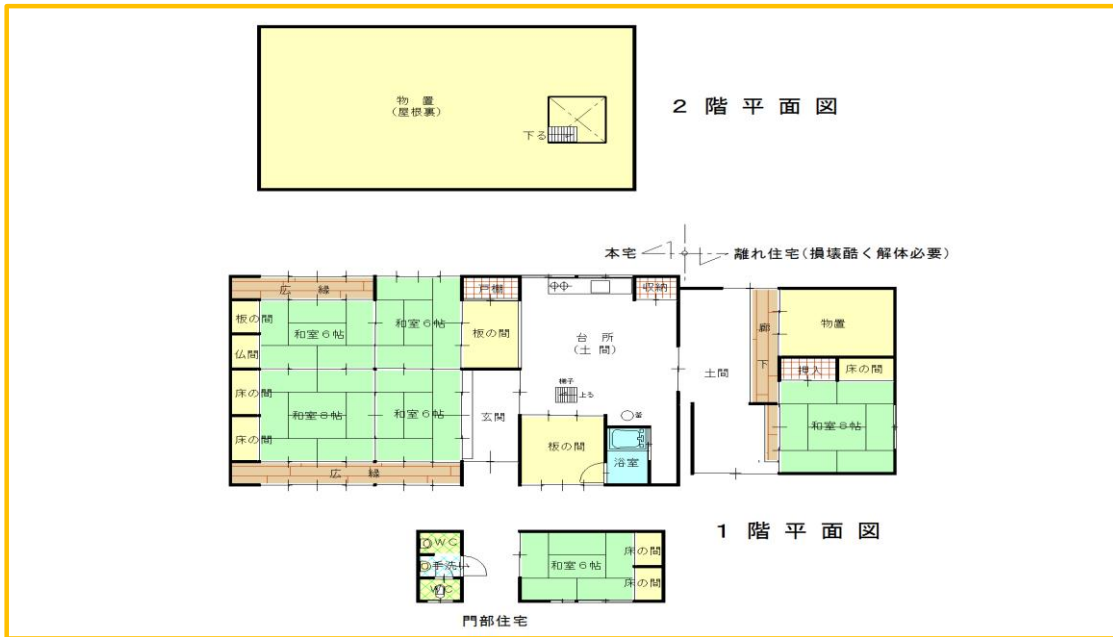 物 置
(屋根裏)
下る
2 階 平 面 図
本宅
離れ住宅(損壊酷く解体必要)
広 縁
戸棚
収納
板の間
和室6帖
和室6帖
板の間
台 所
(土 間)
廊
下
物置
仏間
土間
押入
床の間
床の間
和室8帖
和室6帖
玄関
梯子
上る
釜
和室8帖
床の間
板の間
浴室
広 縁
1 階 平 面 図
WC
手洗い
WC
和室6帖
床の間
床の間
門部住宅